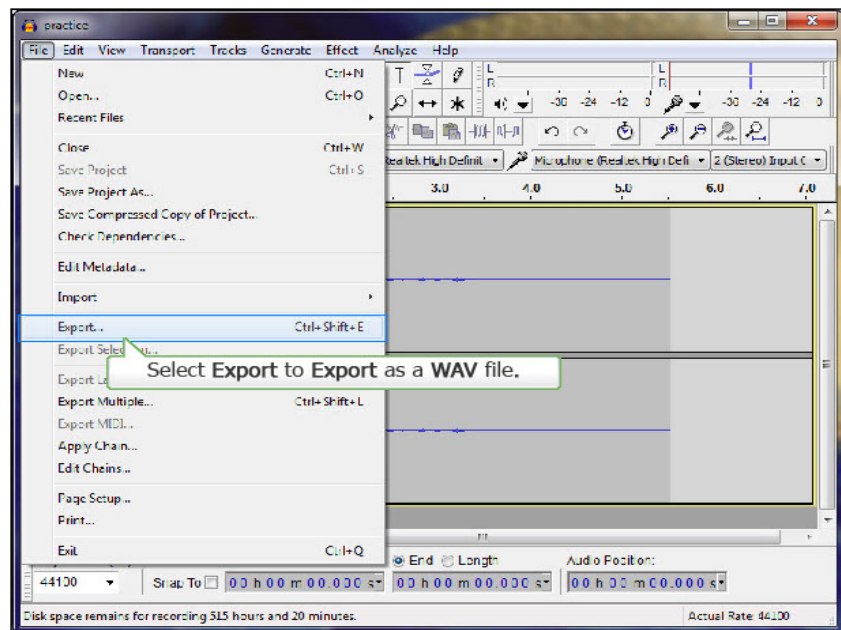 practice
File Edit View Transport Tracks Generate Effect Analyze Help
New Ctrl+N
Open... Ctrl+O
Recent Files
Close Ctrl+W
Save Project Ctrl+S
Save Project As...
Save Compressed Copy of Project...
Check Dependencies...
Edit Metadata...
Import
Export... Ctrl+Shift+E
Export Selection...
Select Export to Export as a WAV file.
Export
Export Multiple... Ctrl+Shift+L
Export MIDI...
Apply Chain...
Edit Chains...
Page Setup...
Print...
Exit Ctrl+Q
L
R
L
R
-36 -24 -12 0
-36 -24 -12 0
Realtek High Definit
Microphone (Realtek High Defi
2 (Stereo) Input C
3.0 4.0 5.0 6.0 7.0
End Length Audio Position:
44100 Snap To 00 h 00 m 00.000 s 00 h 00 m 00.000 s 00 h 00 m 00.000 s
Disk space remains for recording 515 hours and 20 minutes. Actual Rate: 44100